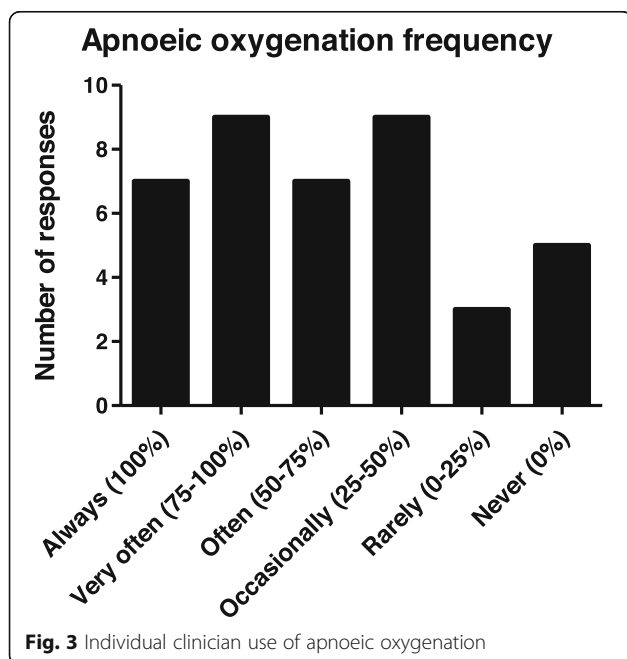 Apnoeic oxygenation frequency
Number of responses
10
8
6
4
2
0
Always (100%)
Very often (75-100%)
Often (50-75%)
Occasionally (25-50%)
Rarely (0-25%)
Never (0%)
Fig. 3 Individual clinician use of apnoeic oxygenation